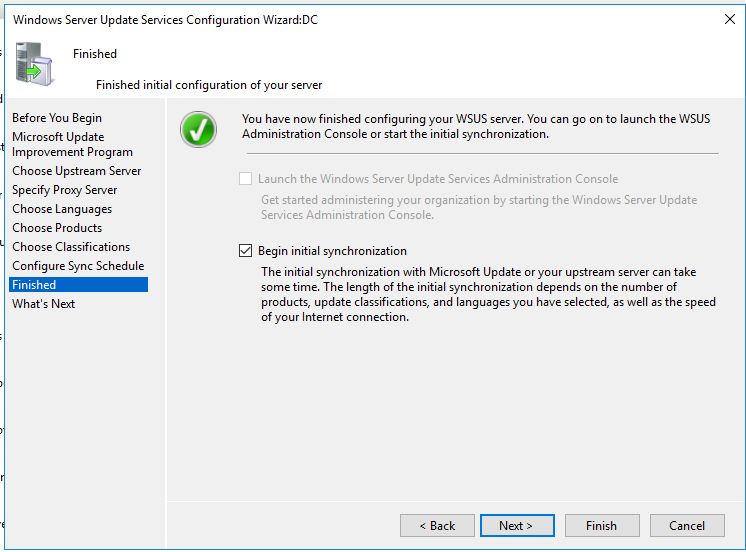 Windows Server Update Services Configuration Wizard:DC
Finished
Finished initial configuration of your server
Before You Begin
Microsoft Update
Improvement Program
Choose Upstream Server
Specify Proxy Server
Choose Languages
Choose Products
Choose Classifications
Configure Sync Schedule
Finished
What's Next
You have now finished configuring your WSUS server. You can go on to launch the WSUS
Administration Console or start the initial synchronization.
Launch the Windows Server Update Services Administration Console
Get started administering your organization by starting the Windows Server Update
Services Administration Console.
Begin initial synchronization
The initial synchronization with Microsoft Update or your upstream server can take
some time. The length of the initial synchronization depends on the number of
products, update classifications, and languages you have selected, as well as the speed
of your Internet connection.
< Back
Next >
Finish
Cancel